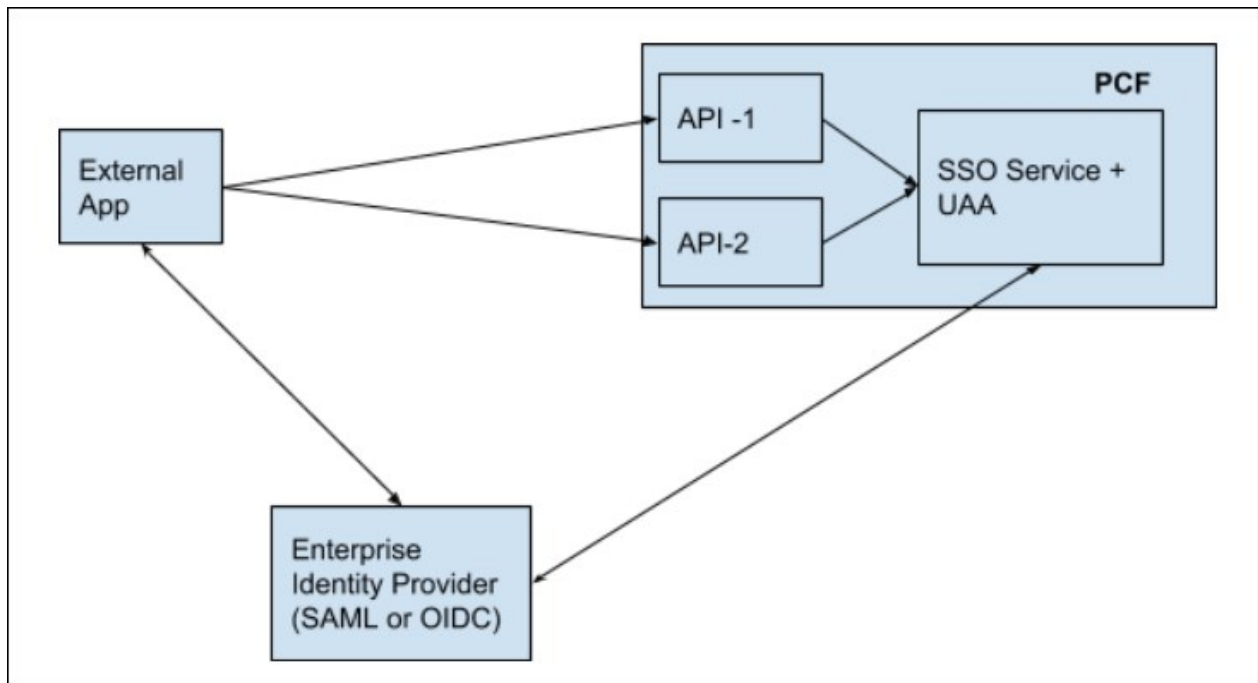 PCF
API -1
External
App
SSO Service +
UAA
API-2
Enterprise
Identity Provider
(SAML or OIDC)